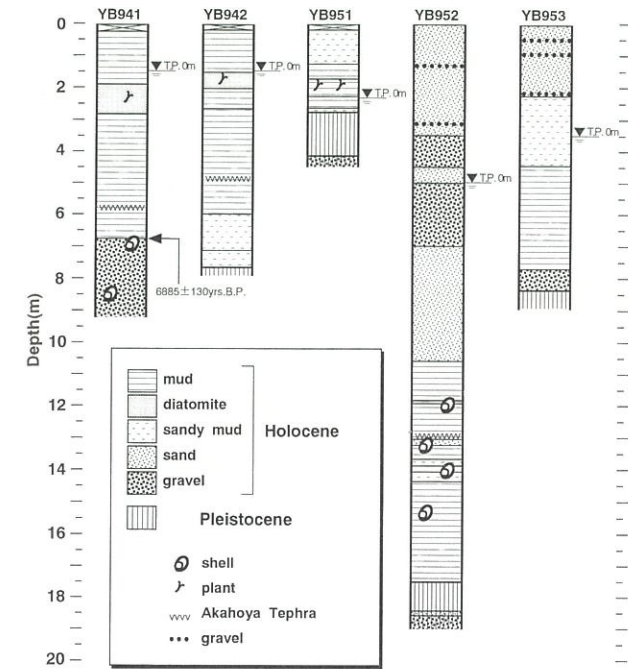 YB941 YB942 YB951 YB952 YB953
0
T.P. 0m T.P. 0m
2
T.P. 0m
T.P. 0m
4
T.P. 0m
6
6885±130yrs.B.P.
8
Depth(m)
10
mud
12
diatomite
sandy mud Holocene
sand
14
gravel
Pleistocene
16
shell
plant
18
Akahoya Tephra
gravel
20